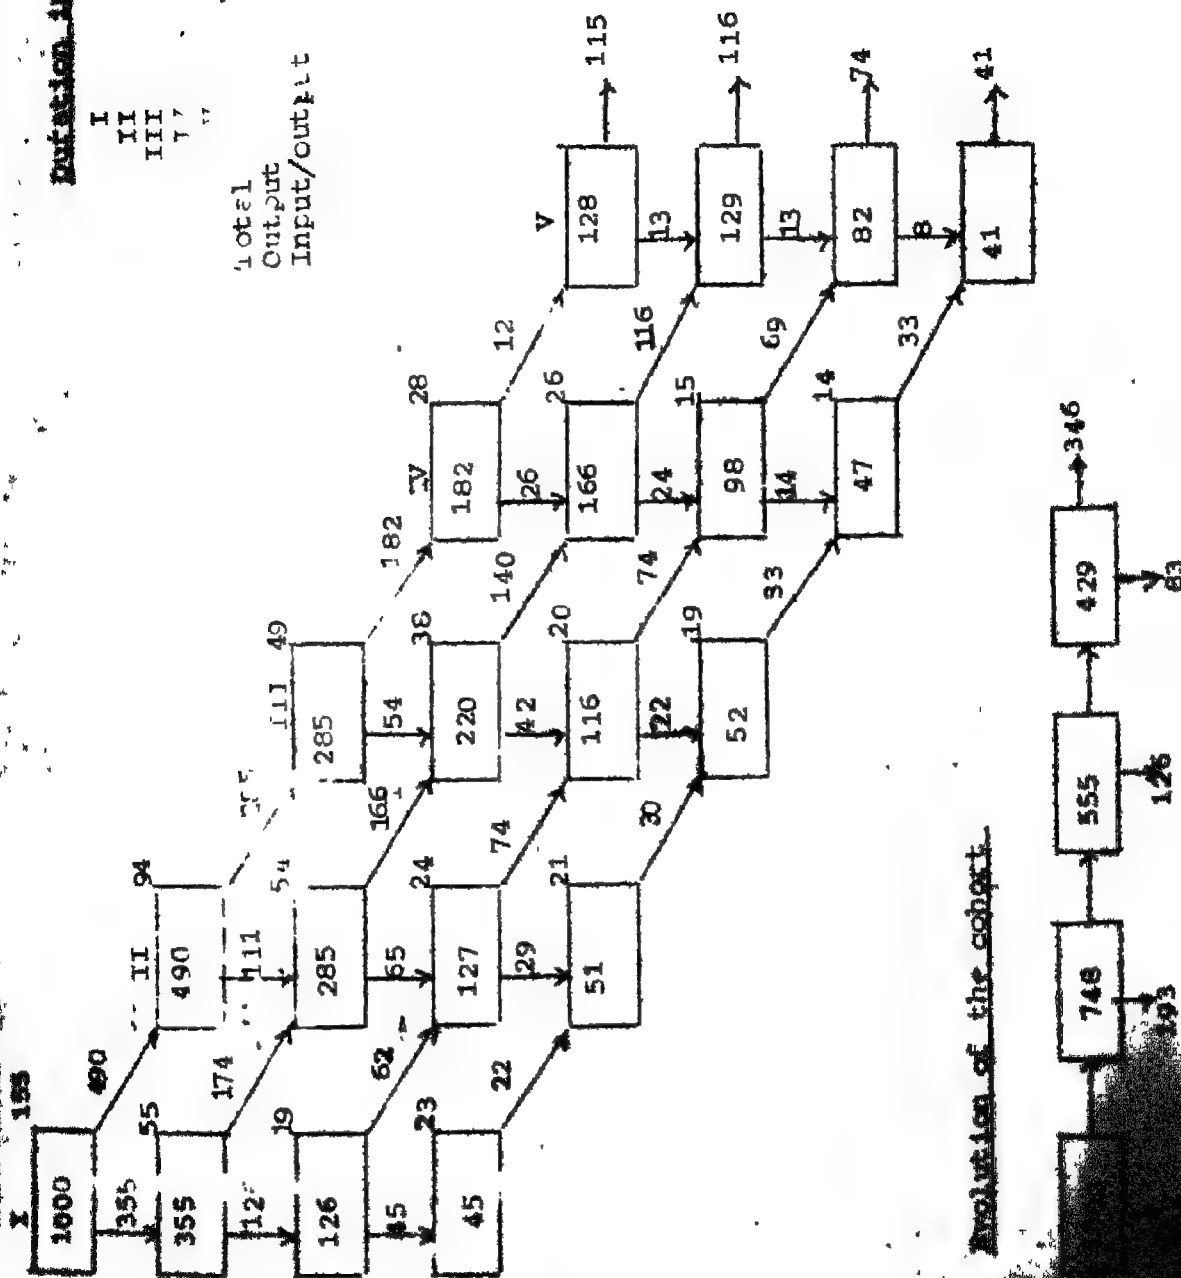 I 155
Duration in
1000
490 I
355 II
II 94 III
55
355 490
174
111
Total
Output
19 54 III 49
Input/output
126 285 285
62 166
45 65 54 182
23 24 38 IV 28
45 127 220 182
22 74 140 12
29 42 26
V
21 20 26
51 116 166 128 115
30 74 116
22 24 13
19 15
52 98 129 116
33 69
14 13
14
47 82 74
33 8
41 41
Evolution of the cohort
748 555 429 346
193 126 83